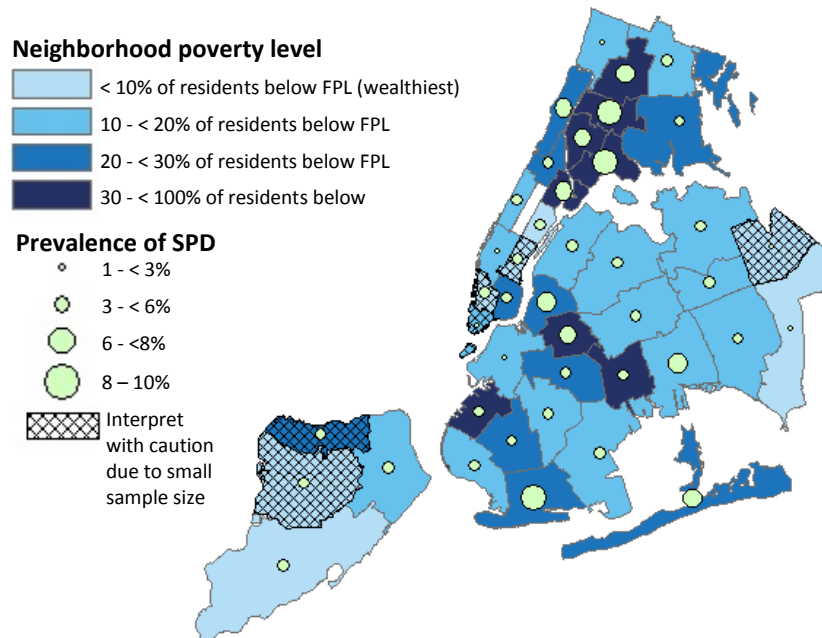 Neighborhood poverty level
< 10% of residents below FPL (wealthiest)
10 - < 20% of residents below FPL
20 - < 30% of residents below FPL
30 - < 100% of residents below
Prevalence of SPD
1 - < 3%
3 - < 6%
6 - <8%
8 – 10%
Interpret
with caution
due to small
sample size